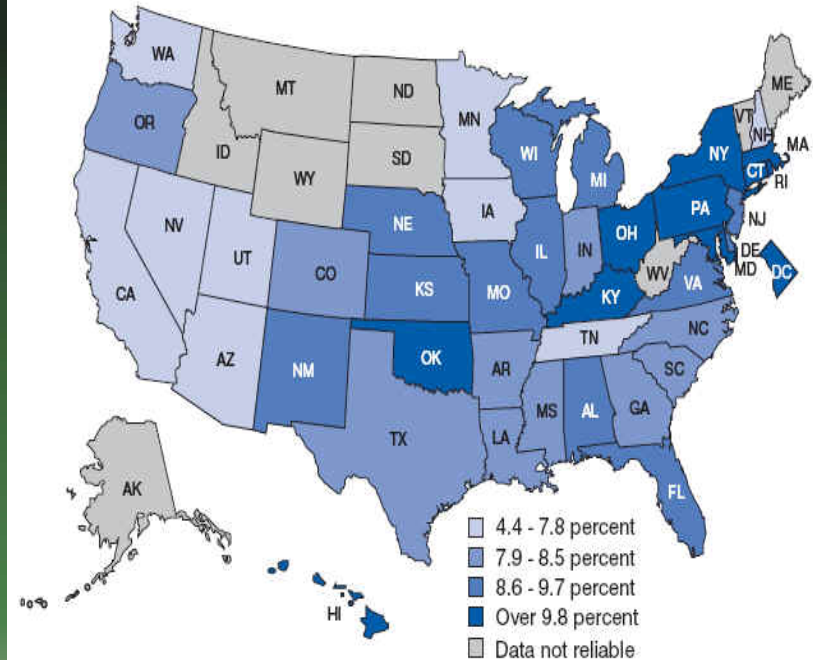 WA
MT
ND
MN
ME
VT
NH
MA
OR
ID
SD
WI
NY
CT
RI
WY
MI
IA
PA
NJ
NV
NE
OH
UT
CO
IL
IN
DE
MD
DC
CA
KS
MO
WV
VA
KY
AZ
NM
OK
TN
NC
AR
SC
TX
MS
AL
GA
LA
AK
FL
HI
4.4 - 7.8 percent
7.9 - 8.5 percent
8.6 - 9.7 percent
Over 9.8 percent
Data not reliable